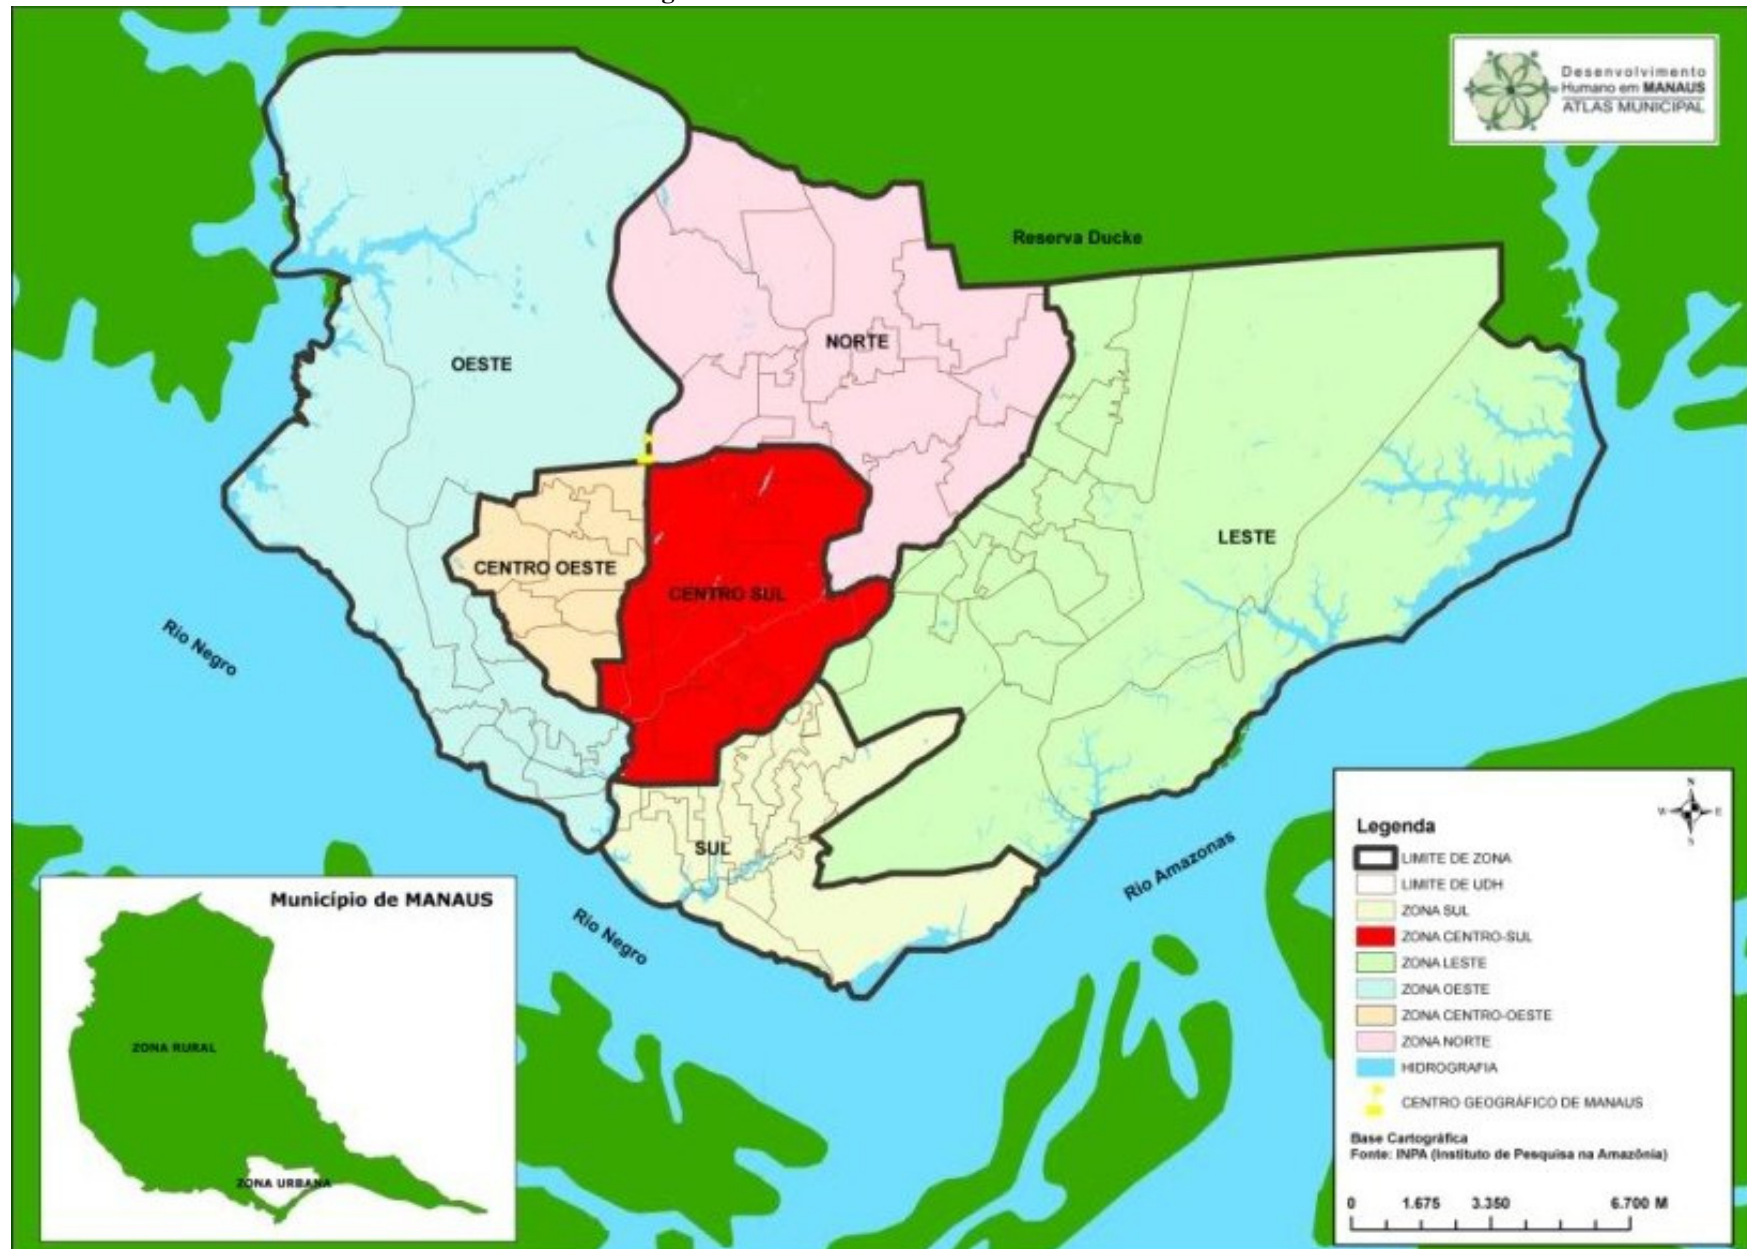 Desenvolvimento
Humano em MANAUS
ATLAS MUNICIPAL
Reserva Ducke
NORTE
OESTE
LESTE
CENTRO OESTE
CENTRO SUL
Rio Negro
SUL
Rio Amazonas
Rio Negro
Município de MANAUS
ZONA RURAL
ZONA URBANA
N
W
E
S
Legenda
LIMITE DE ZONA
LIMITE DE UDH
ZONA SUL
ZONA CENTRO-SUL
ZONA LESTE
ZONA OESTE
ZONA CENTRO-OESTE
ZONA NORTE
HIDROGRAFIA
CENTRO GEOGRÁFICO DE MANAUS
Base Cartográfica
Fonte: INPA (Instituto de Pesquisa na Amazônia)
0 1.675 3.350 6.700 M